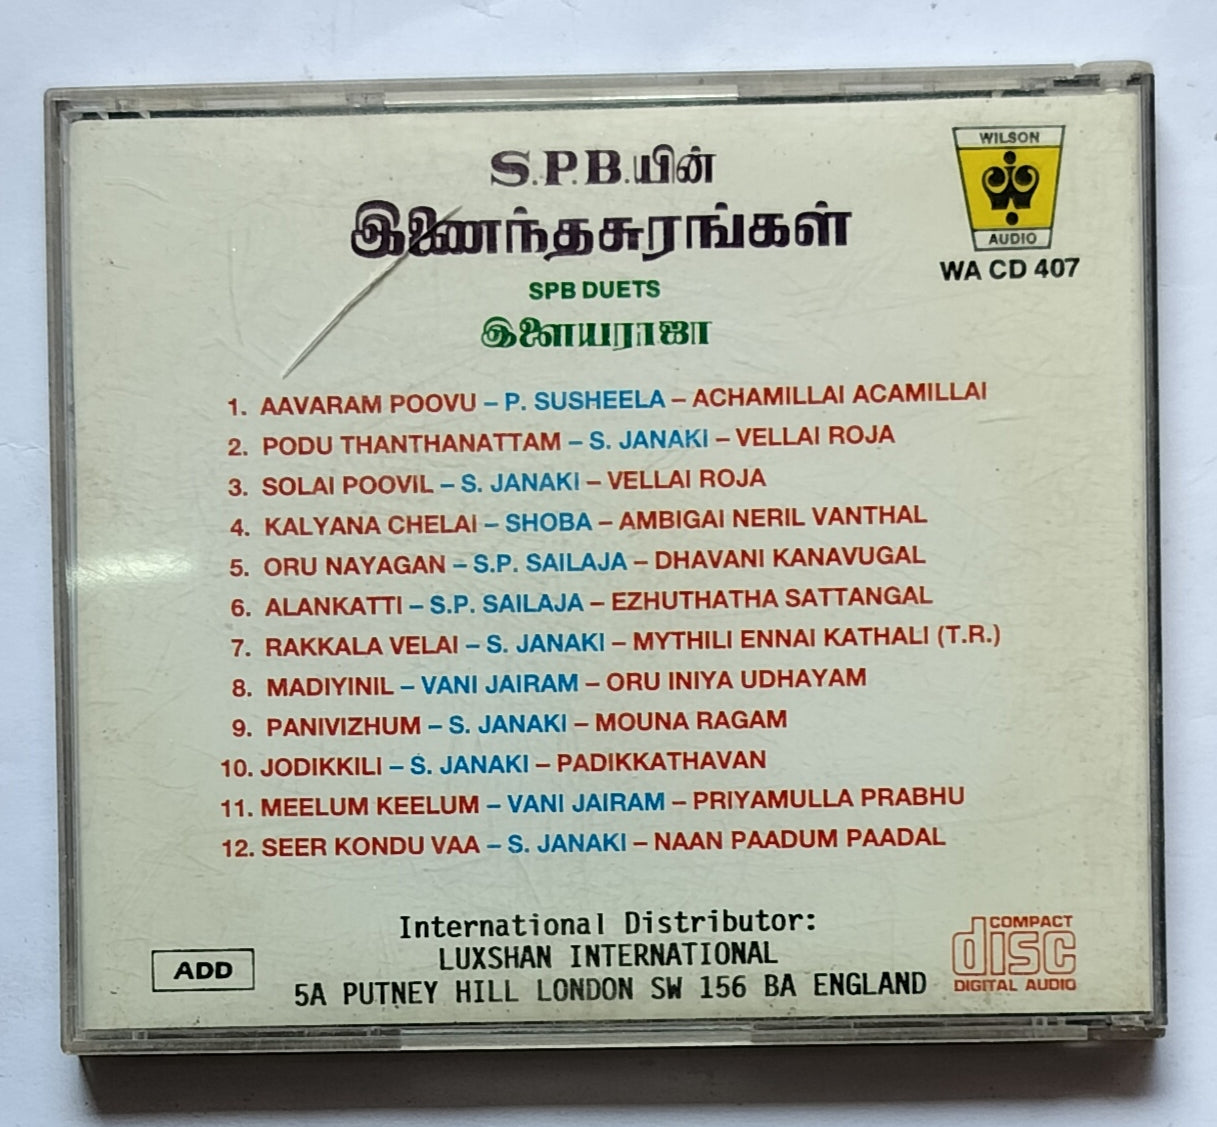 S.P.B.யின்
இணைந்தசுரங்கள்
SPB DUETS
இளையராஜா
WILSON
AUDIO
WA CD 407
1. AAVARAM POOVU – P. SUSHEELA – ACHAMILLAI ACAMILLAI
2. PODU THANTHANATTAM – S. JANAKI – VELLAI ROJA
3. SOLAI POOVIL – S. JANAKI – VELLAI ROJA
4. KALYANA CHELAI – SHOBA – AMBIGAI NERIL VANTHAL
5. ORU NAYAGAN – S.P. SAILAJA – DHAVANI KANAVUGAL
6. ALANKATTI – S.P. SAILAJA – EZHUTHATHA SATTANGAL
7. RAKKALA VELAI – S. JANAKI – MYTHILI ENNAI KATHALI (T.R.)
8. MADIYINIL – VANI JAIRAM – ORU INIYA UDHAYAM
9. PANIVIZHUM – S. JANAKI – MOUNA RAGAM
10. JODIKKILI – S. JANAKI – PADIKKATHAVAN
11. MEELUM KEELUM – VANI JAIRAM – PRIYAMULLA PRABHU
12. SEER KONDU VAA – S. JANAKI – NAAN PAADUM PAADAL
International Distributor:
LUXSHAN INTERNATIONAL
5A PUTNEY HILL LONDON SW 156 BA ENGLAND
ADD
COMPACT
disc
DIGITAL AUDIO